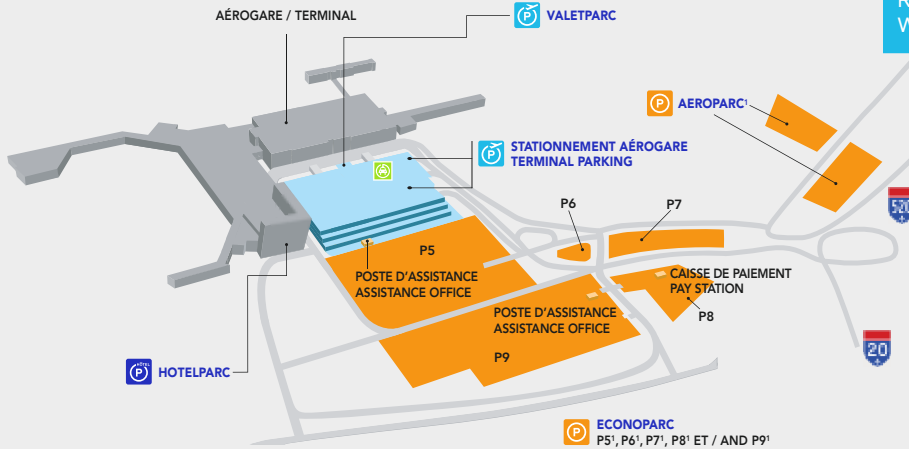 AÉROGARE / TERMINAL
VALETPARC
AEROPARC¹
STATIONNEMENT AÉROGARE
TERMINAL PARKING
520
P6
P7
P5
POSTE D'ASSISTANCE
ASSISTANCE OFFICE
CAISSE DE PAIEMENT
PAY STATION
POSTE D'ASSISTANCE
ASSISTANCE OFFICE
P8
20
P9
HOTELPARC
ECONOPARC
P5¹, P6¹, P7¹, P8¹ ET / AND P9¹